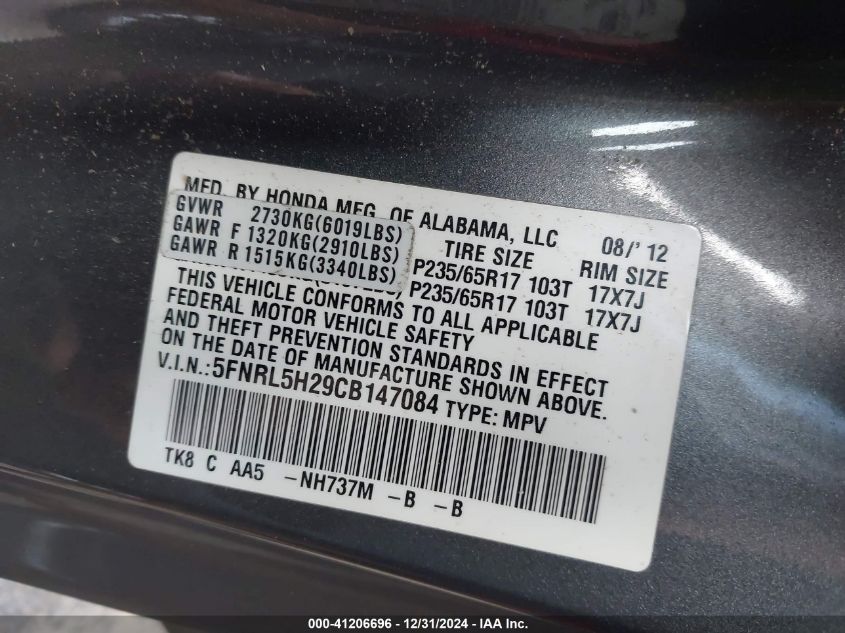 MFD. BY HONDA MFG. OF ALABAMA, LLC 08/' 12
GVWR 2730KG(6019LBS) TIRE SIZE RIM SIZE
GAWR F 1320KG(2910LBS) P235/65R17 103T 17X7J
GAWR R 1515KG(3340LBS) P235/65R17 103T 17X7J
THIS VEHICLE CONFORMS TO ALL APPLICABLE
FEDERAL MOTOR VEHICLE SAFETY
AND THEFT PREVENTION STANDARDS IN EFFECT
ON THE DATE OF MANUFACTURE SHOWN ABOVE.
V.I.N.:5FNRL5H29CB147084 TYPE: MPV
TK8 C AA5 -NH737M -B -B
000-41206696 - 12/31/2024 - IAAI.com